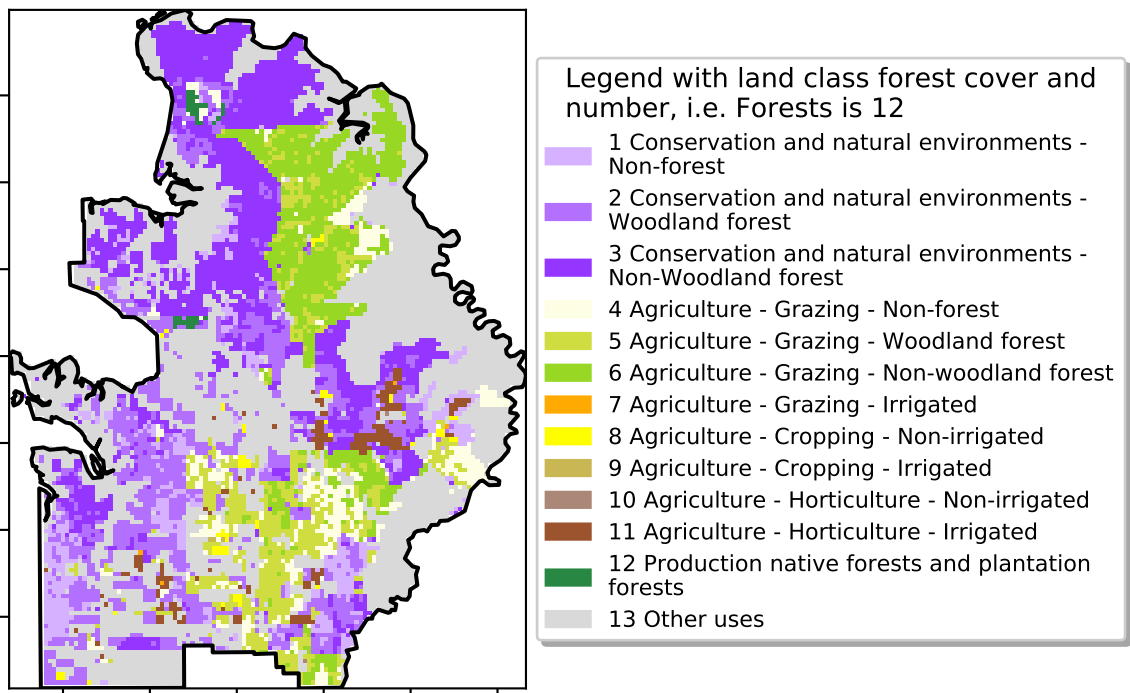 Legend with land class forest cover and
number, i.e. Forests is 12
1 Conservation and natural environments -
Non-forest
2 Conservation and natural environments -
Woodland forest
3 Conservation and natural environments -
Non-Woodland forest
4 Agriculture - Grazing - Non-forest
5 Agriculture - Grazing - Woodland forest
6 Agriculture - Grazing - Non-woodland forest
7 Agriculture - Grazing - Irrigated
8 Agriculture - Cropping - Non-irrigated
9 Agriculture - Cropping - Irrigated
10 Agriculture - Horticulture - Non-irrigated
11 Agriculture - Horticulture - Irrigated
12 Production native forests and plantation
forests
13 Other uses